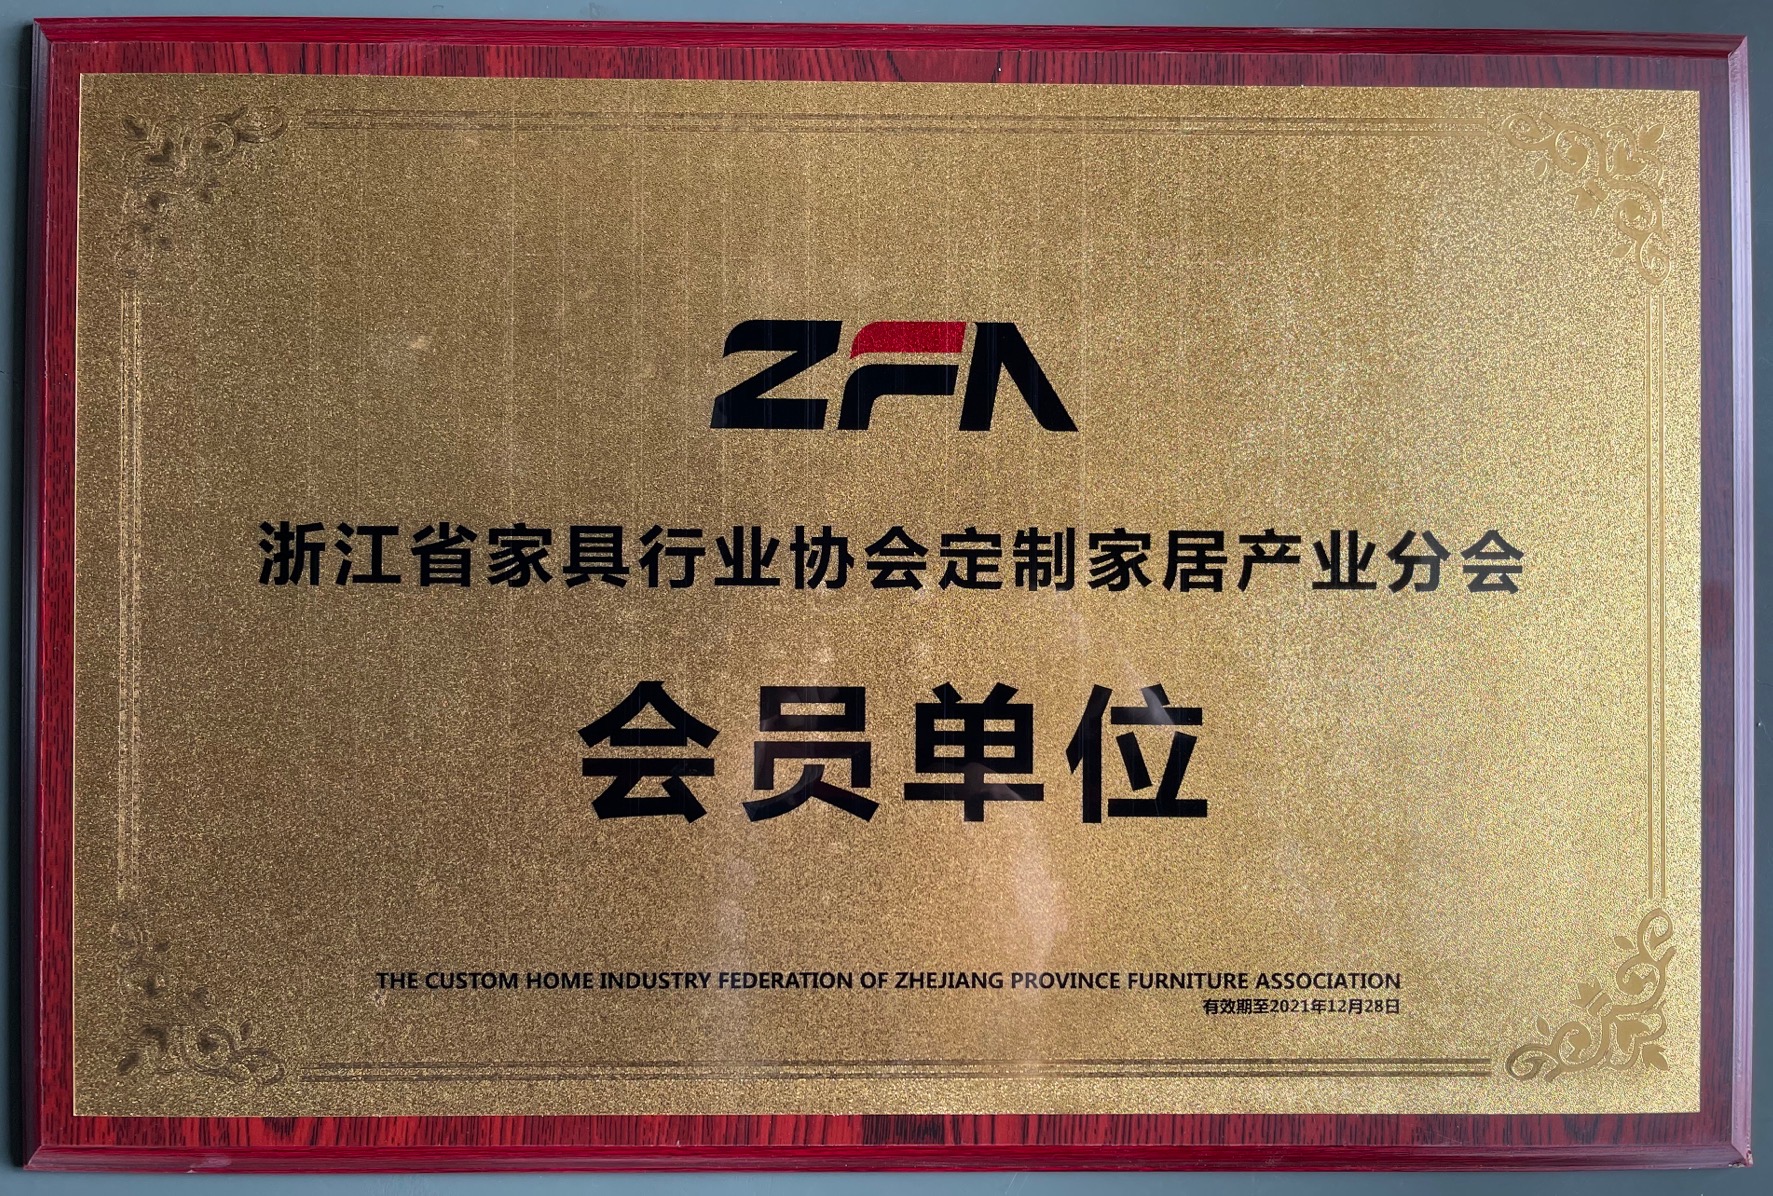 ZFA
浙江省家具行业协会定制家居产业分会
会员单位
THE CUSTOM HOME INDUSTRY FEDERATION OF ZHEJIANG PROVINCE FURNITURE ASSOCIATION
有效期至2021年12月28日